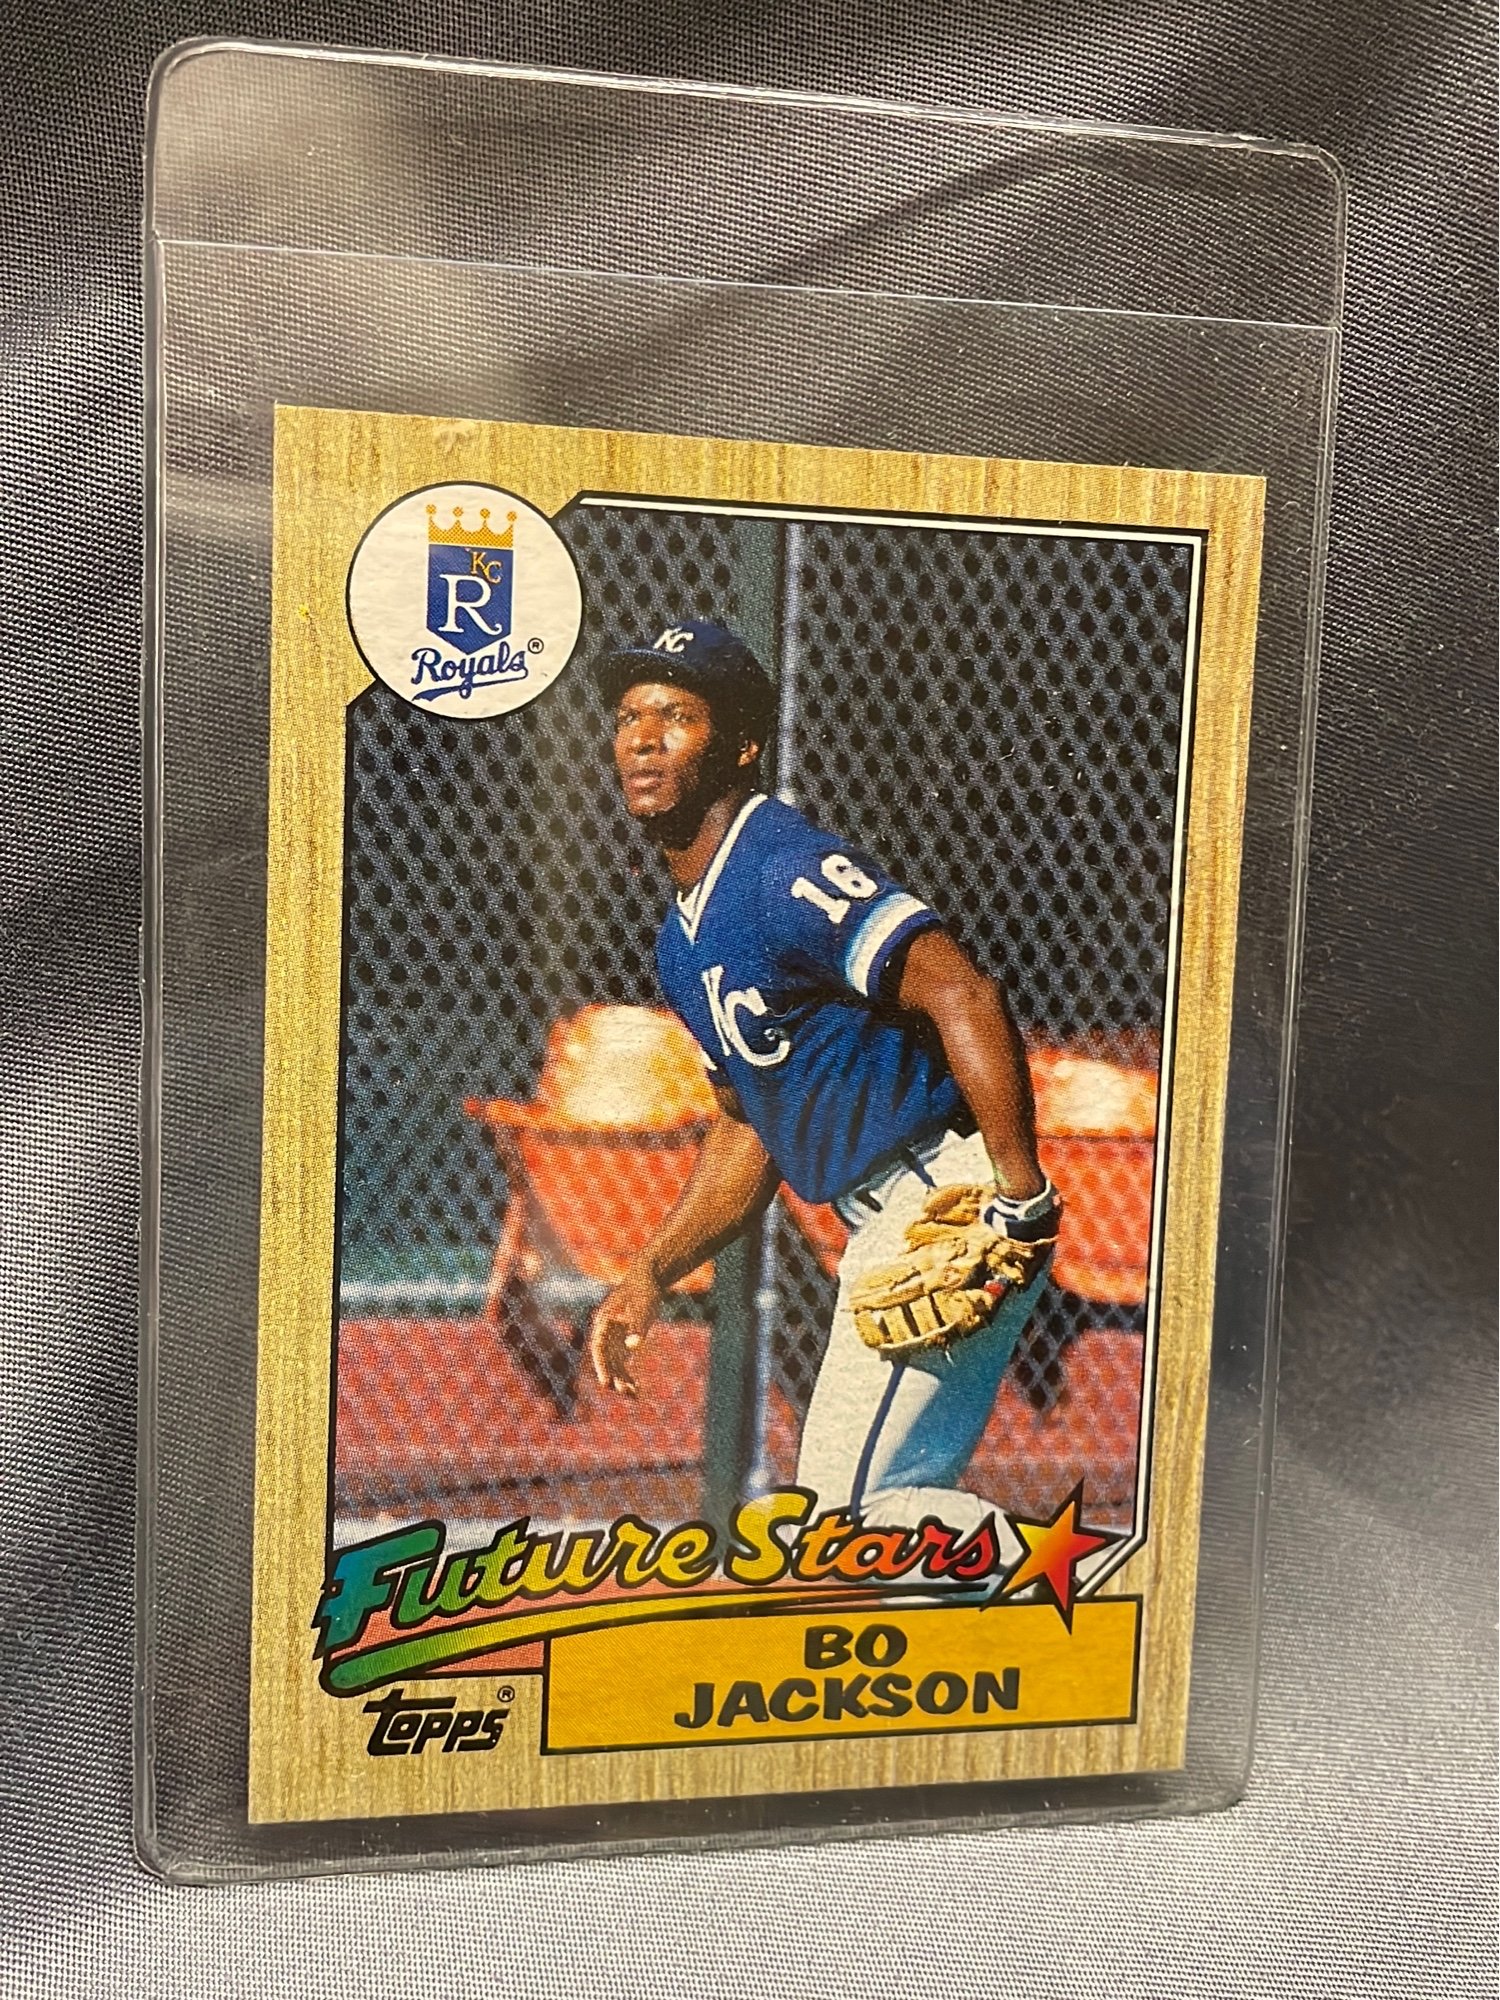 KC
R
Royals®
KC
16
KC
Future Stars
BO
JACKSON
topps®